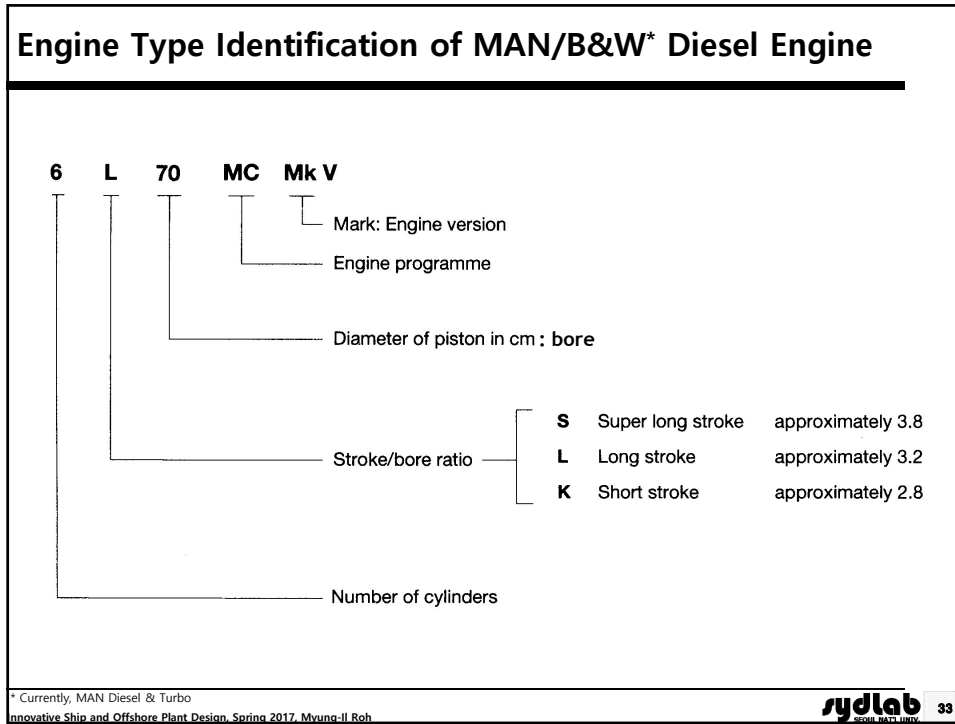 Engine Type Identification of MAN/B&W* Diesel Engine
6 L 70 MC Mk V
Mark: Engine version
Engine programme
Diameter of piston in cm : bore
Stroke/bore ratio
S Super long stroke approximately 3.8
L Long stroke approximately 3.2
K Short stroke approximately 2.8
Number of cylinders
* Currently, MAN Diesel & Turbo
nnovative Ship and Offshore Plant Design, Spring 2017, Myung-Il Roh
sydlab 33
SEOUL NAT'L UNIV.